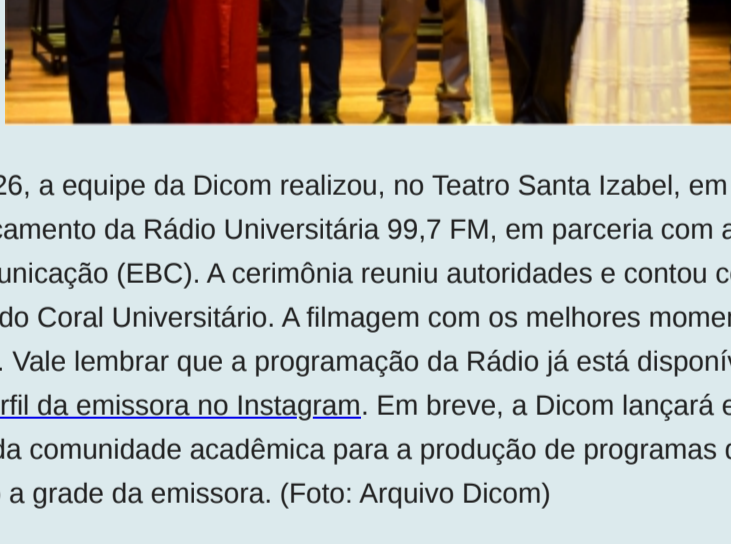 26, a equipe da Dicom realizou, no Teatro Santa Izabel, em
amento da Rádio Universitária 99,7 FM, em parceria com a
unicação (EBC). A cerimônia reuniu autoridades e contou c
do Coral Universitário. A filmagem com os melhores momen
. Vale lembrar que a programação da Rádio já está disponív
rfil da emissora no Instagram. Em breve, a Dicom lançará e
da comunidade acadêmica para a produção de programas
a grade da emissora. (Foto: Arquivo Dicom)